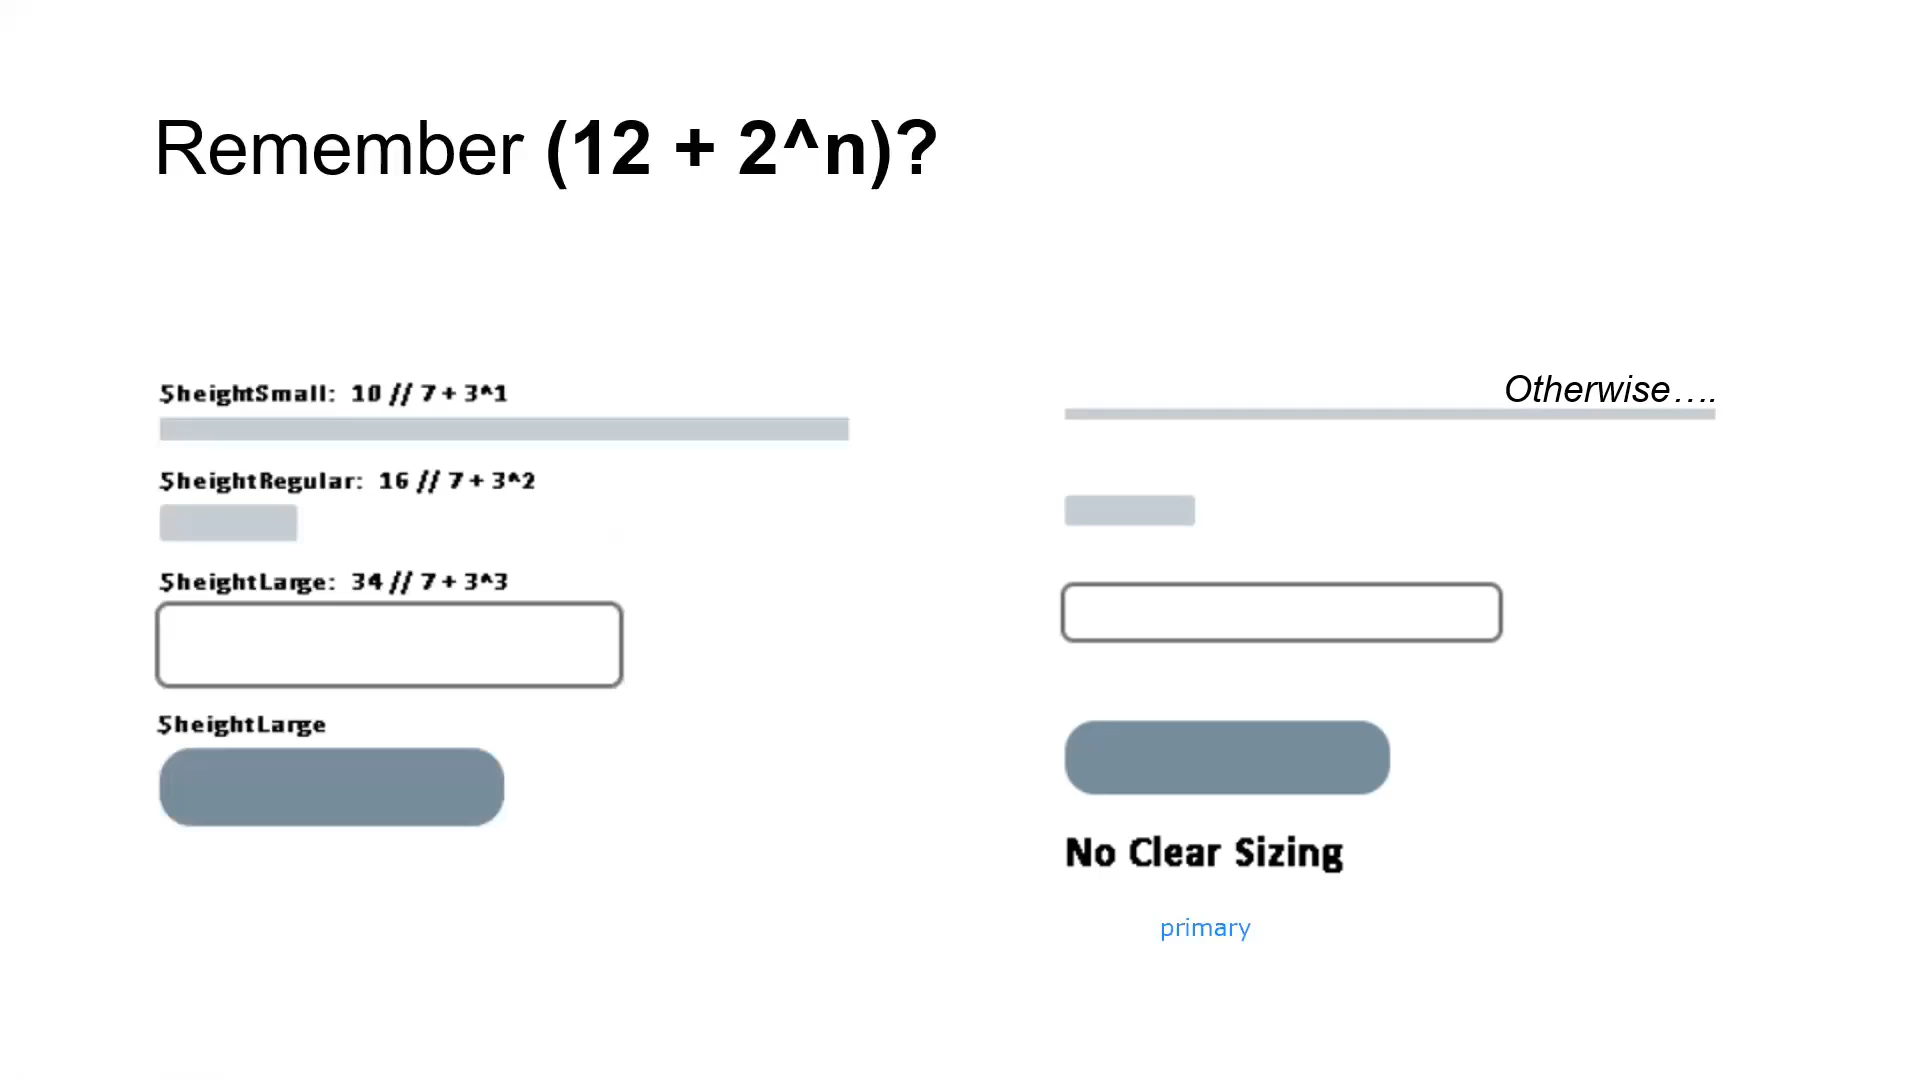 Remember (12 + 2^n)?
$heightSmall: 10 // 7 + 3^1
$heightRegular: 16 // 7 + 3^2
$heightLarge: 34 // 7 + 3^3
$heightLarge
Otherwise....
No Clear Sizing
primary